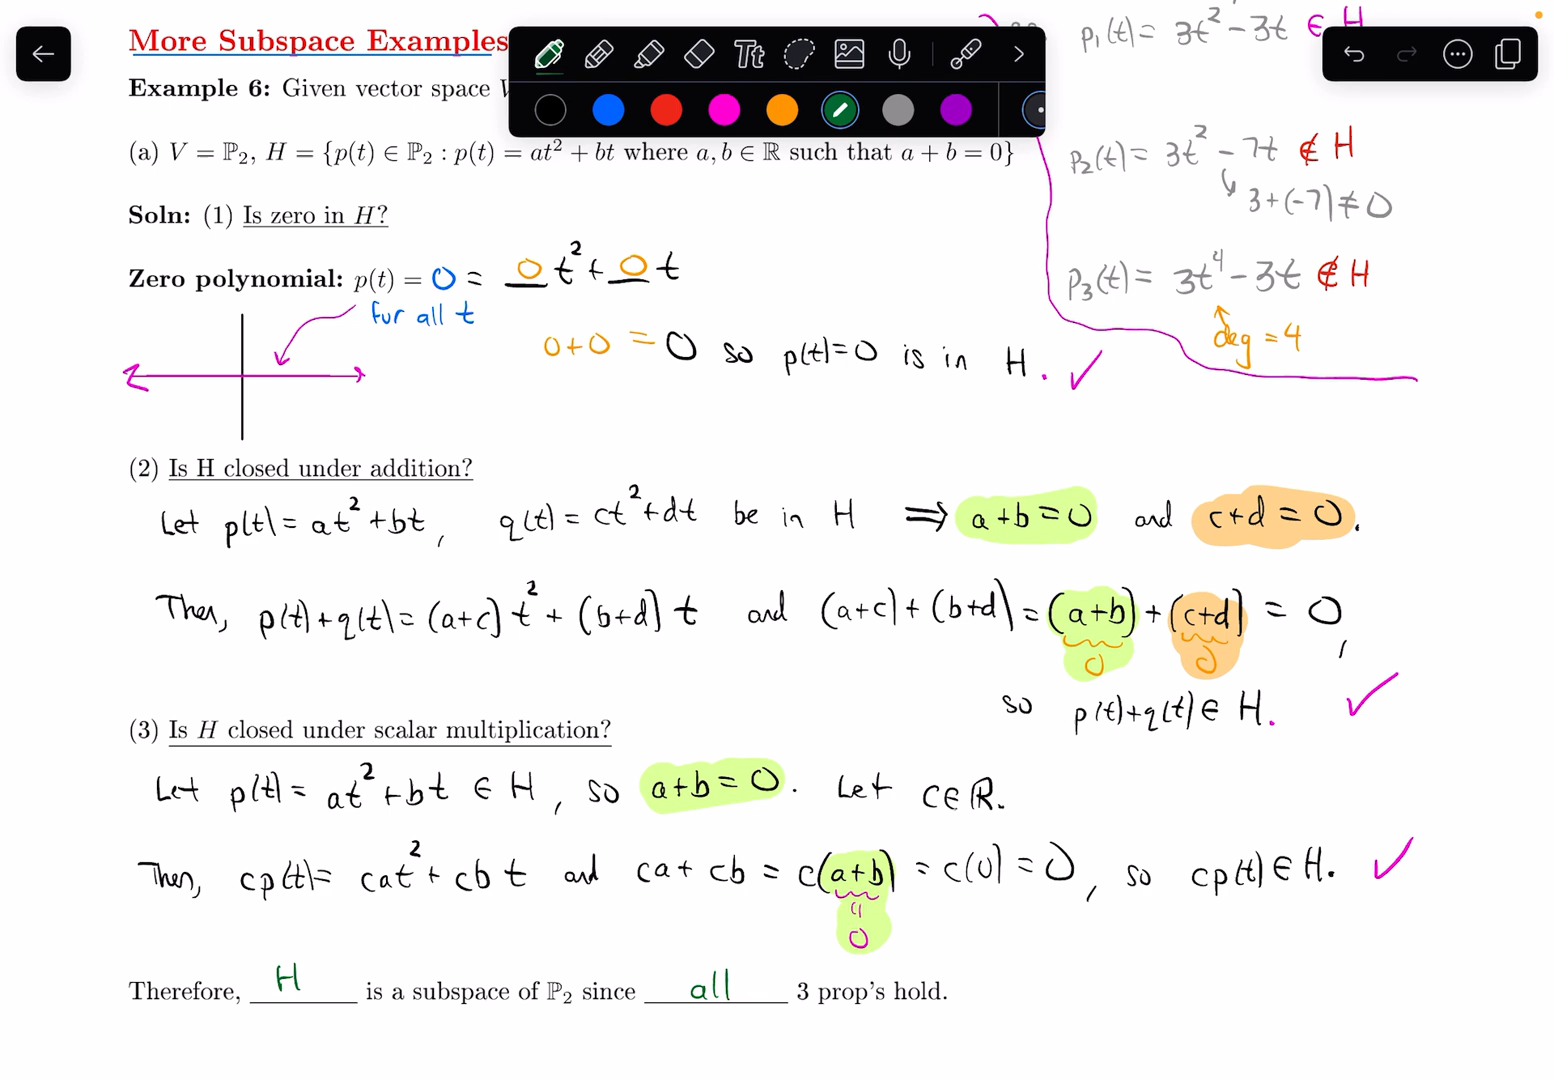 More Subspace Examples
Example 6: Given vector space V
(a) V = ℙ₂, H = {p(t) ∈ ℙ₂ : p(t) = at² + bt where a, b ∈ ℝ such that a + b = 0}
Soln: (1) Is zero in H?
Zero polynomial: p(t) = 0 = 0 t² + 0 t
for all t
0+0 = 0 so p(t)=0 is in H. ✓
p₁(t) = 3t² - 3t ∈ H
p₂(t) = 3t² - 7t ∉ H
↳ 3+(-7) ≠ 0
p₃(t) = 3t⁴ - 3t ∉ H
deg = 4
(2) Is H closed under addition?
Let p(t) = at² + bt, q(t) = ct² + dt be in H ⟹ a+b=0 and c+d=0.
Then, p(t)+q(t) = (a+c)t² + (b+d)t and (a+c)+(b+d) = (a+b)+(c+d) = 0,
0 0
so p(t)+q(t) ∈ H. ✓
(3) Is H closed under scalar multiplication?
Let p(t) = at² + bt ∈ H, so a+b=0. Let c∈ℝ.
Then, cp(t) = cat² + cbt and ca + cb = c(a+b) = c(0) = 0, so cp(t) ∈ H. ✓
=
0
Therefore, H is a subspace of ℙ₂ since all 3 prop's hold.
Tt